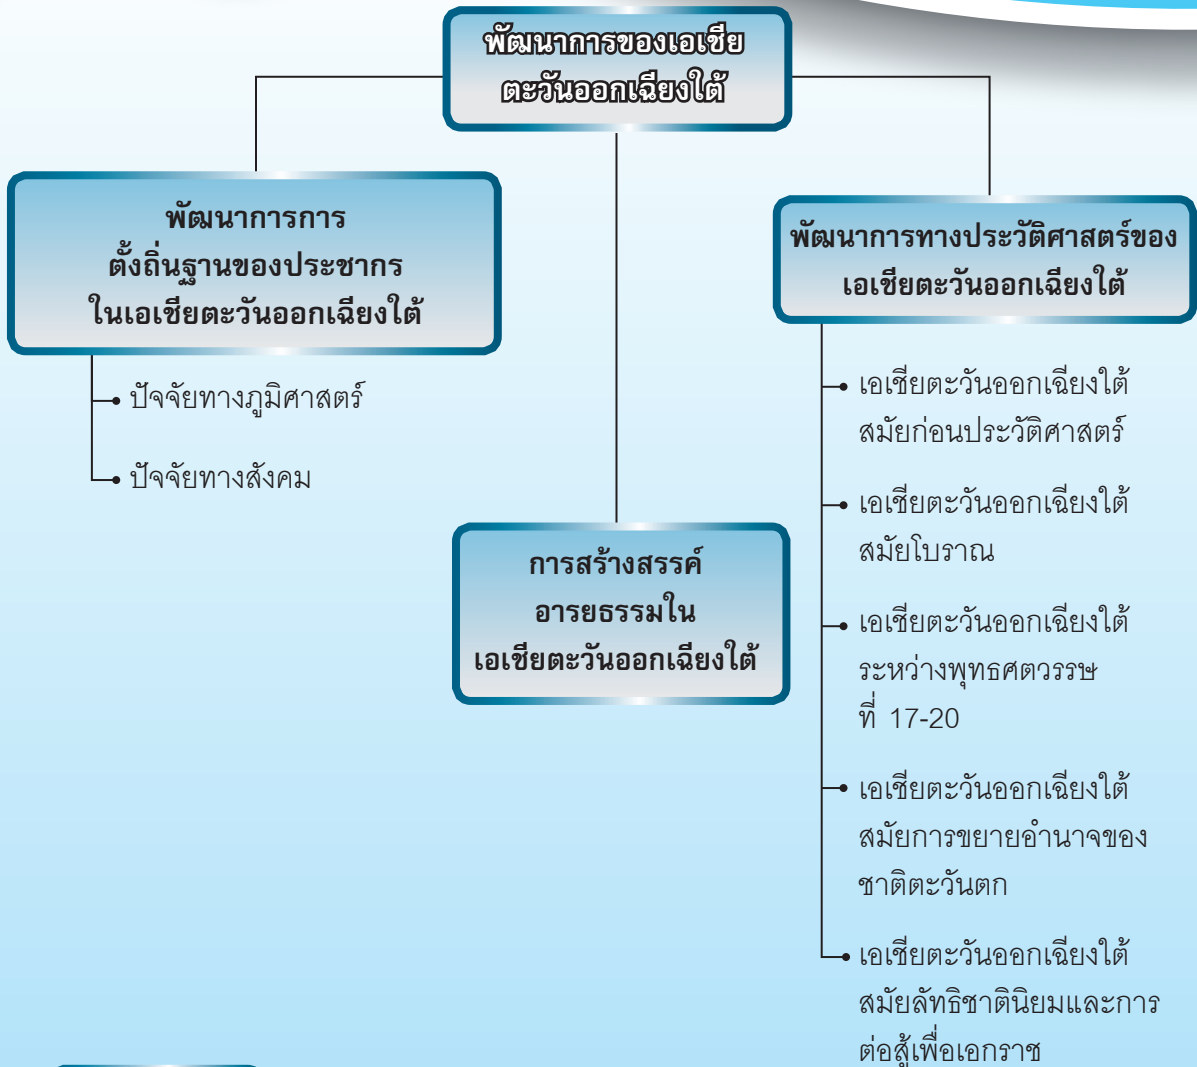 พัฒนาการของเอเชีย
ตะวันออกเฉียงใต้
พัฒนาการการ
ตั้งถิ่นฐานของประชากร
ในเอเชียตะวันออกเฉียงใต้
ปัจจัยทางภูมิศาสตร์
ปัจจัยทางสังคม
การสร้างสรรค์
อารยธรรมใน
เอเชียตะวันออกเฉียงใต้
พัฒนาการทางประวัติศาสตร์ของ
เอเชียตะวันออกเฉียงใต้
เอเชียตะวันออกเฉียงใต้
สมัยก่อนประวัติศาสตร์
เอเชียตะวันออกเฉียงใต้
สมัยโบราณ
เอเชียตะวันออกเฉียงใต้
ระหว่างพุทธศตวรรษ
ที่ 17-20
เอเชียตะวันออกเฉียงใต้
สมัยการขยายอำนาจของ
ชาติตะวันตก
เอเชียตะวันออกเฉียงใต้
สมัยลัทธิชาตินิยมและการ
ต่อสู้เพื่อเอกราช